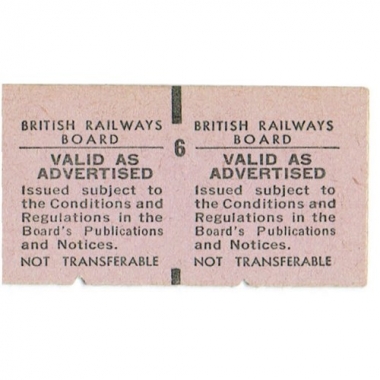 BRITISH RAILWAYS
BOARD
VALID AS
ADVERTISED
Issued subject to
the Conditions and
Regulations in the
Board's Publications
and Notices.
NOT TRANSFERABLE
6
BRITISH RAILWAYS
BOARD
VALID AS
ADVERTISED
Issued subject to
the Conditions and
Regulations in the
Board's Publications
and Notices.
NOT TRANSFERABLE